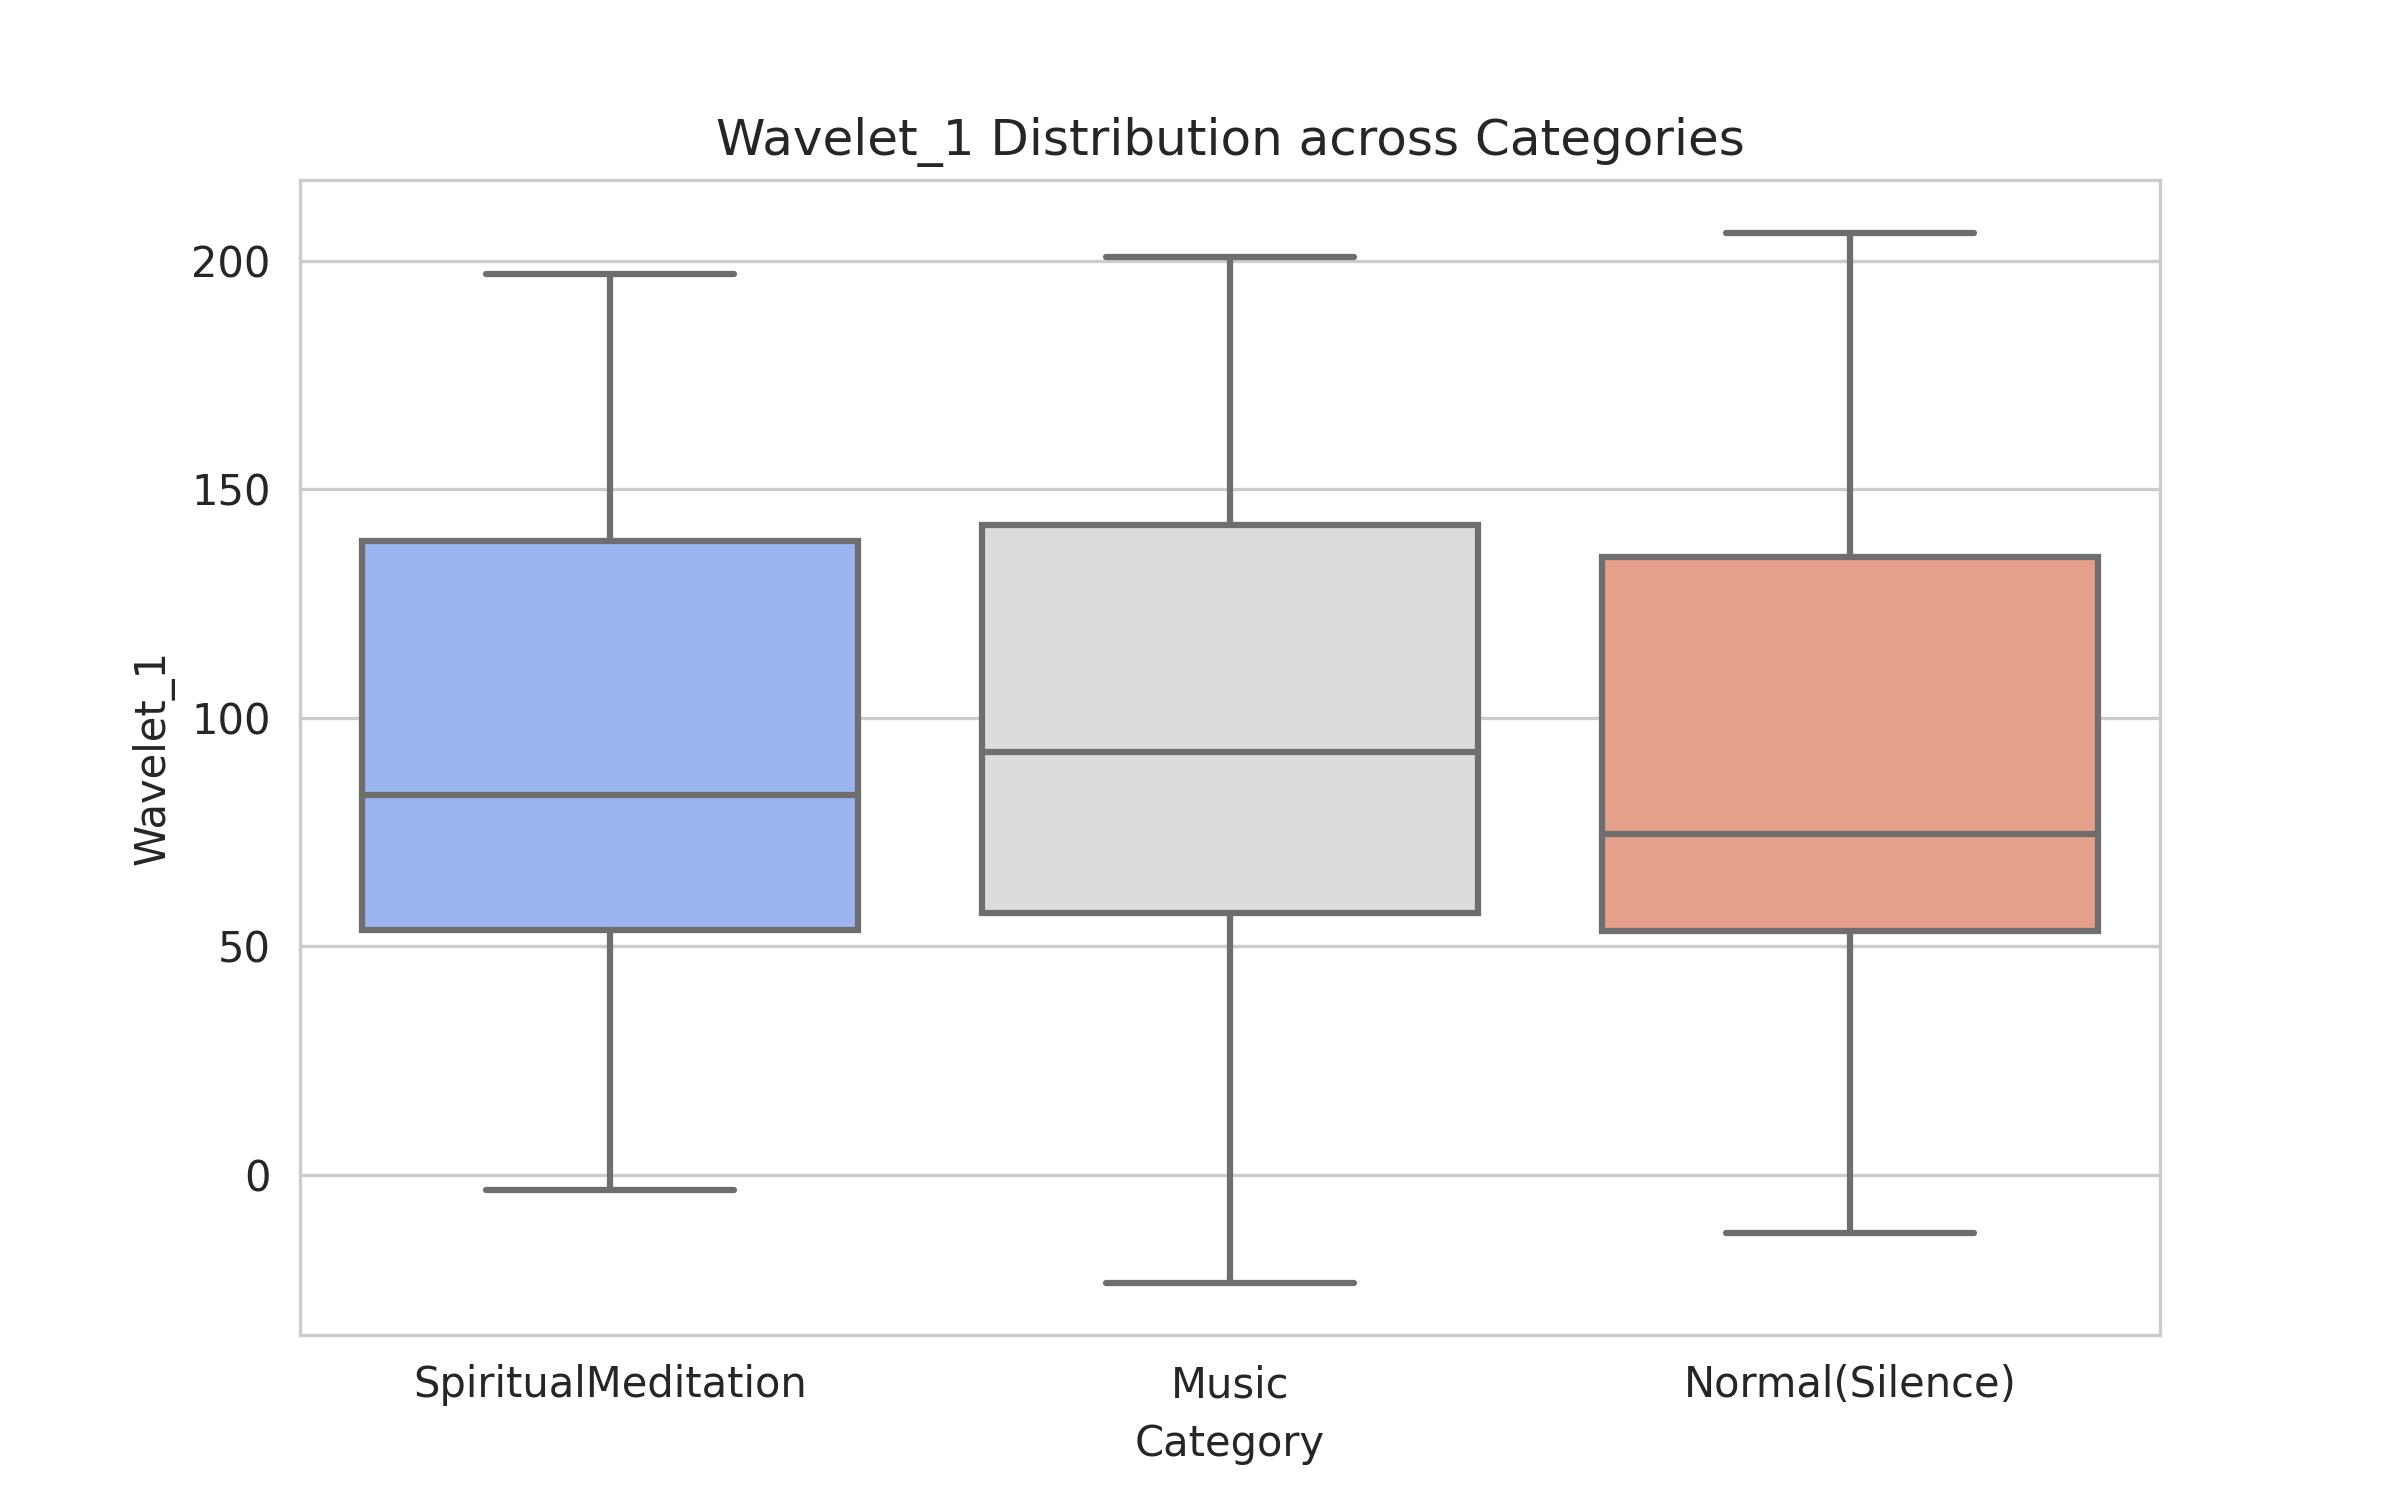 Wavelet_1 Distribution across Categories
200
150
100
50
0
Wavelet_1
SpiritualMeditation
Music
Normal(Silence)
Category